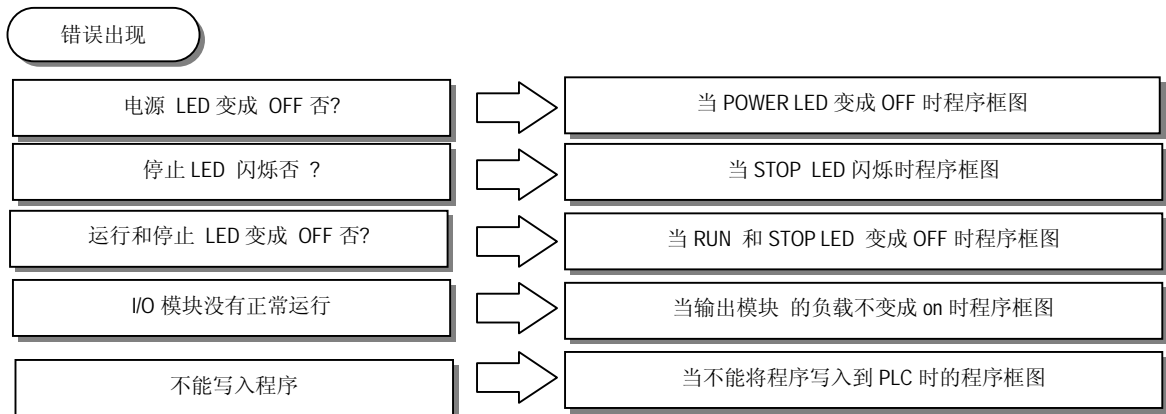 错误出现
电源 LED 变成 OFF 否?
当 POWER LED 变成 OFF 时程序框图
停止 LED 闪烁否 ?
当 STOP LED 闪烁时程序框图
运行和停止 LED 变成 OFF 否?
当 RUN 和 STOP LED 变成 OFF 时程序框图
I/O 模块没有正常运行
当输出模块 的负载不变成 on 时程序框图
不能写入程序
当不能将程序写入到 PLC 时的程序框图